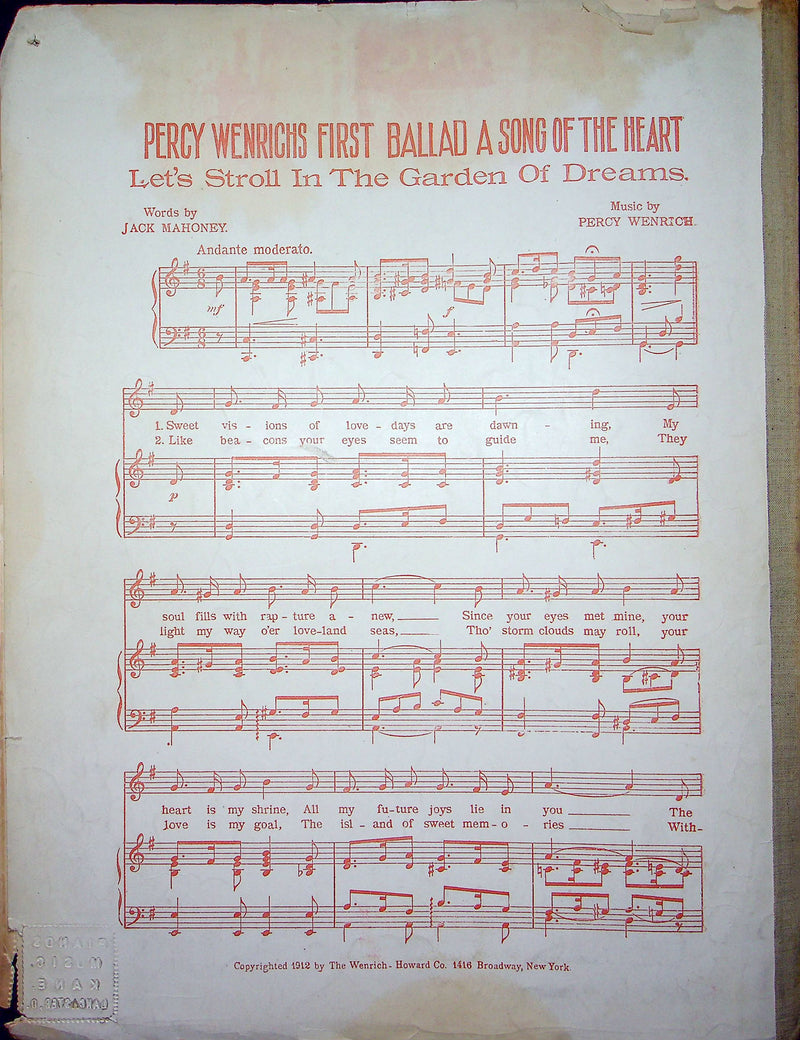 PERCY WENRICHS FIRST BALLAD A SONG OF THE HEART
Let's Stroll In The Garden Of Dreams.
Words by
JACK MAHONEY.
Music by
PERCY WENRICH.
Andante moderato.
mf
f
1. Sweet vis - ions of love - days are dawn - ing, My
2. Like bea - cons your eyes seem to guide me, They
p
soul fills with rap - ture a - new, Since your eyes met mine, your
light my way o'er love-land seas, Tho' storm clouds may roll, your
heart is my shrine, All my fu-ture joys lie in you The
love is my goal, The isl - and of sweet mem - o - ries With-
Copyrighted 1912 by The Wenrich-Howard Co. 1416 Broadway, New York.
PIANOS
MUSIC
KANE
LANCASTER, O.